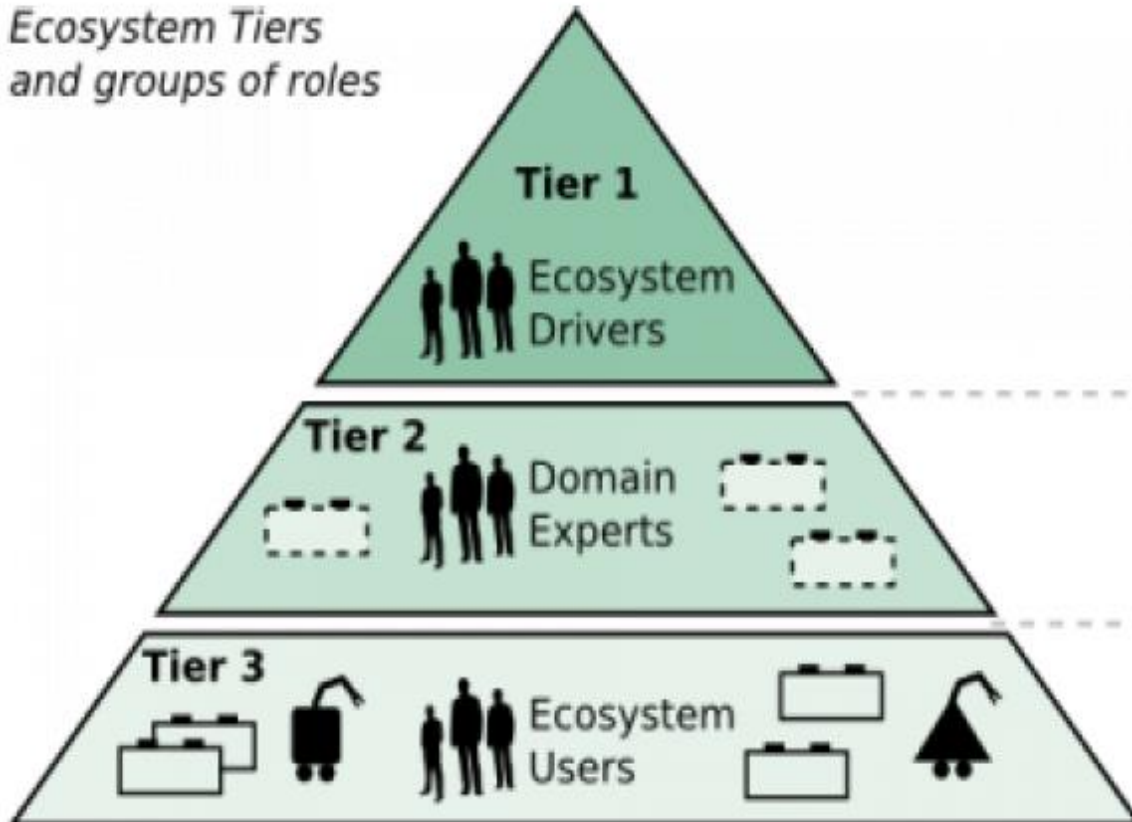 Ecosystem Tiers
and groups of roles
Tier 1
Ecosystem
Drivers
Tier 2
Domain
Experts
Tier 3
Ecosystem
Users